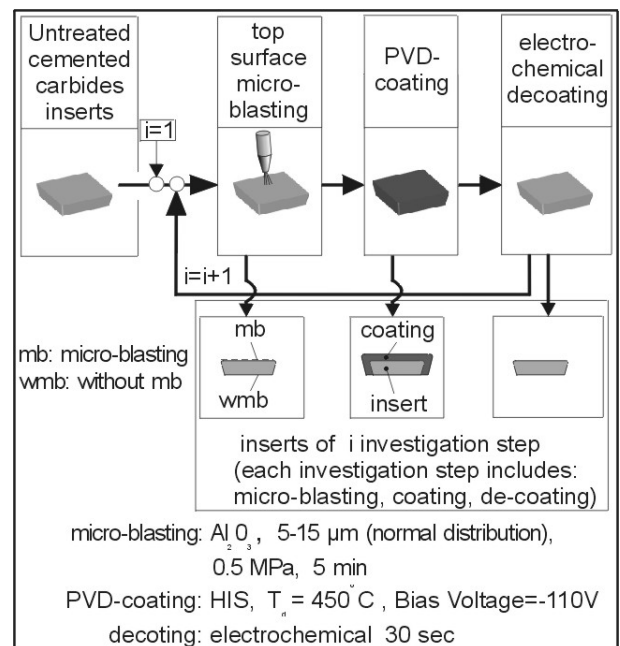 Untreated
cemented
carbides
inserts
top
surface
micro-
blasting
PVD-
coating
electro-
chemical
decoating
i=1
i=i+1
mb: micro-blasting
wmb: without mb
mb
wmb
coating
insert
inserts of i investigation step
(each investigation step includes:
micro-blasting, coating, de-coating)
micro-blasting: Al₂O₃, 5-15 µm (normal distribution),
0.5 MPa, 5 min
PVD-coating: HIS, T = 450°C , Bias Voltage=-110V
decoting: electrochemical 30 sec